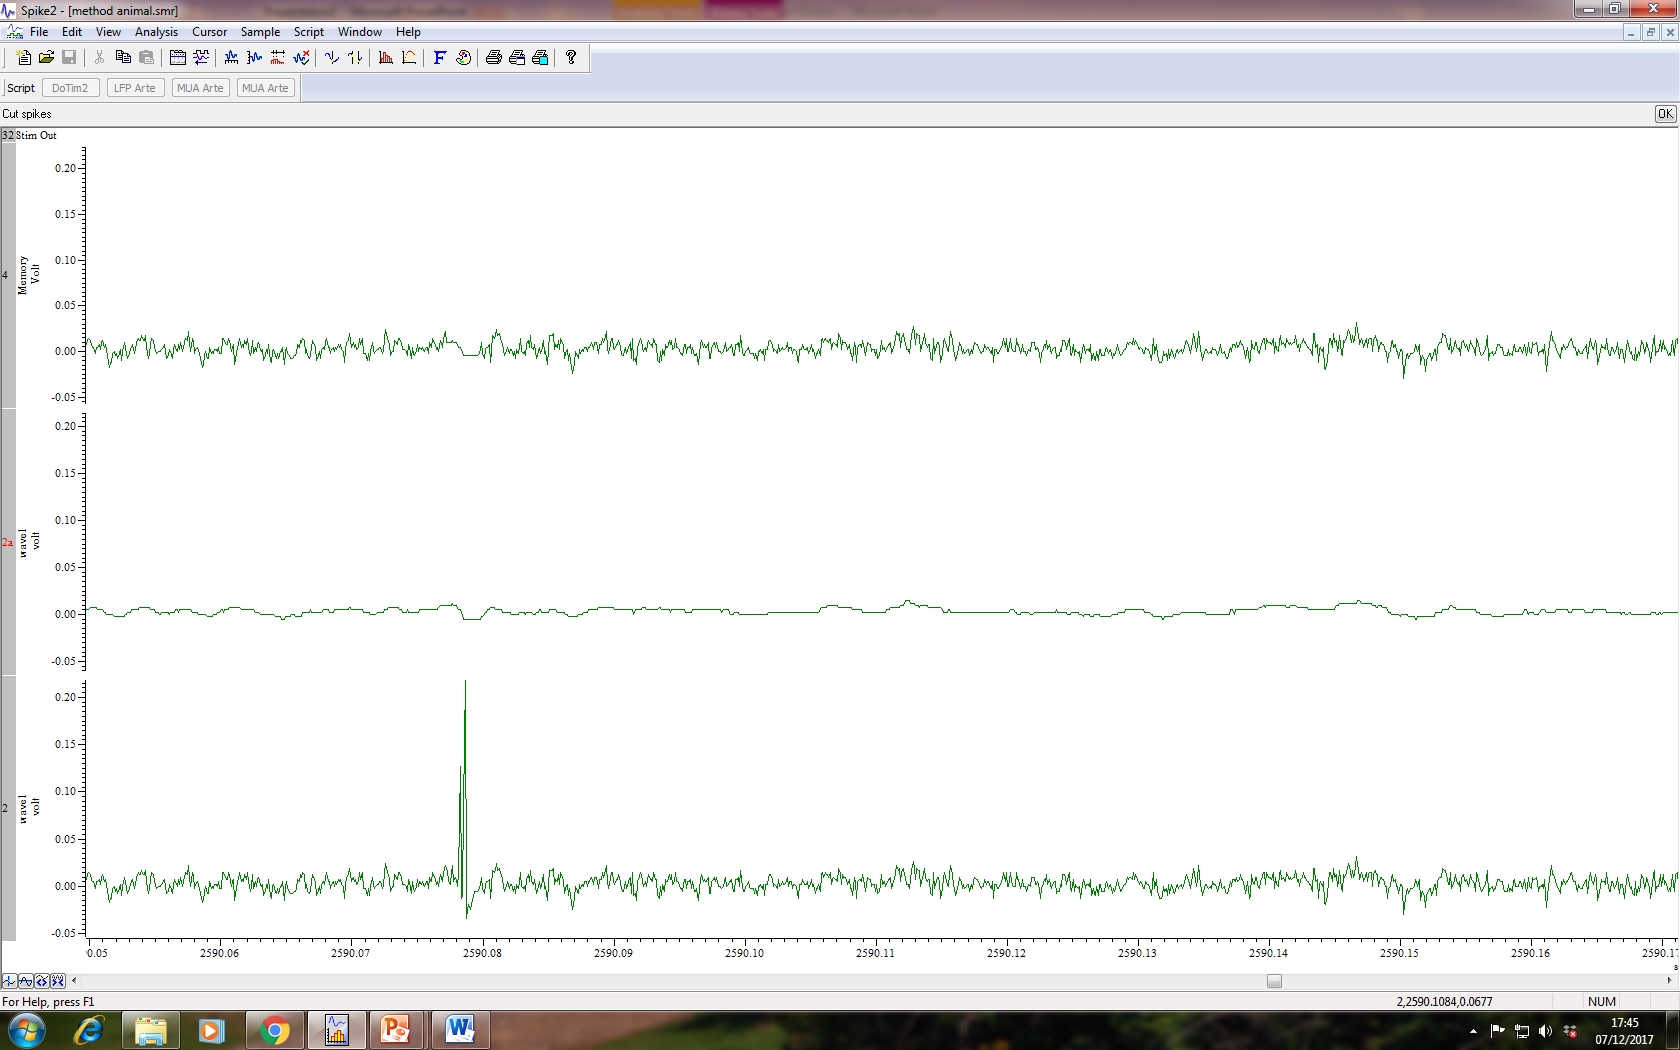 Spike2 - [method animal.smr]
File Edit View Analysis Cursor Sample Script Window Help
Script DoTim2 LFP Arte MUA Arte MUA Arte
Cut spikes OK
32 Stim Out
4
Memory
Volt
0.20
0.15
0.10
0.05
0.00
-0.05
2a
wave1
volt
0.20
0.15
0.10
0.05
0.00
-0.05
2
wave1
volt
0.20
0.15
0.10
0.05
0.00
-0.05
0.05 2590.06 2590.07 2590.08 2590.09 2590.10 2590.11 2590.12 2590.13 2590.14 2590.15 2590.16 2590.17
s
For Help, press F1 2,2590.1084,0.0677 NUM
17:45
07/12/2017